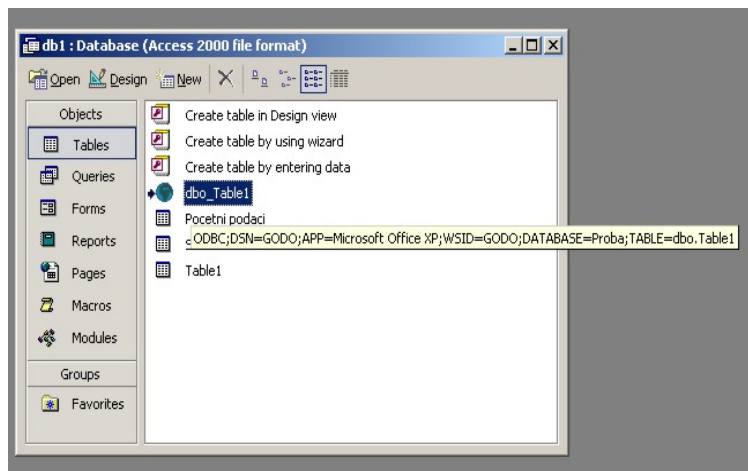 db1 : Database (Access 2000 file format)
Open Design New
Objects
Tables
Queries
Forms
Reports
Pages
Macros
Modules
Groups
Favorites
Create table in Design view
Create table by using wizard
Create table by entering data
dbo_Table1
Pocetni podaci
ODBC;DSN=GODO;APP=Microsoft Office XP;WSID=GODO;DATABASE=Proba;TABLE=dbo.Table1
Table1